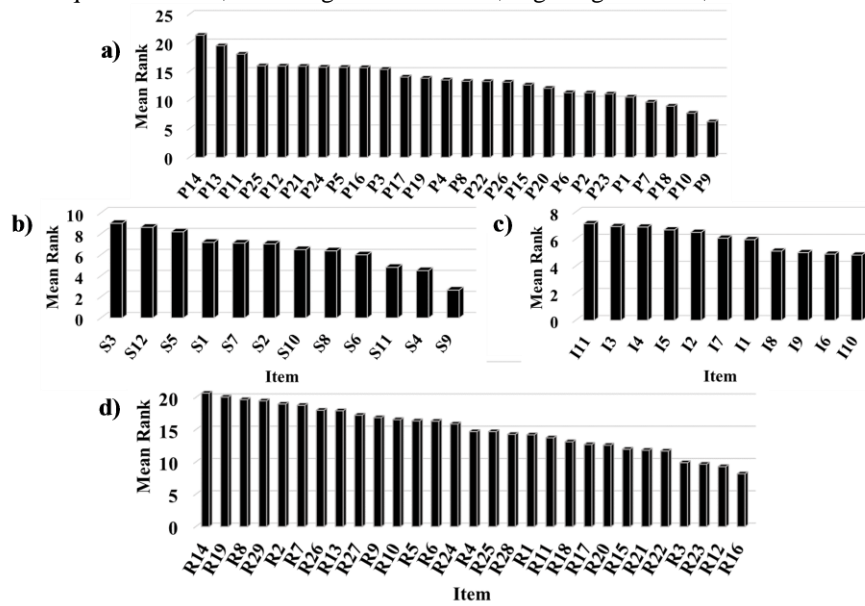 a)
Mean Rank
25
20
15
10
5
0
P14 P13 P11 P25 P12 P21 P24 P5 P16 P3 P17 P19 P4 P8 P22 P26 P15 P20 P6 P2 P23 P1 P7 P18 P10 P9
b)
Mean Rank
10
8
6
4
2
0
S3 S12 S5 S1 S7 S2 S10 S8 S6 S11 S4 S9
Item
c)
Mean Rank
8
6
4
2
0
I11 I3 I4 I5 I2 I7 I1 I8 I9 I6 I10
Item
d)
Mean Rank
20
15
10
5
0
R14 R19 R8 R29 R2 R7 R26 R13 R27 R9 R10 R5 R6 R24 R4 R25 R28 R1 R11 R18 R17 R20 R15 R21 R22 R3 R23 R12 R16
Item